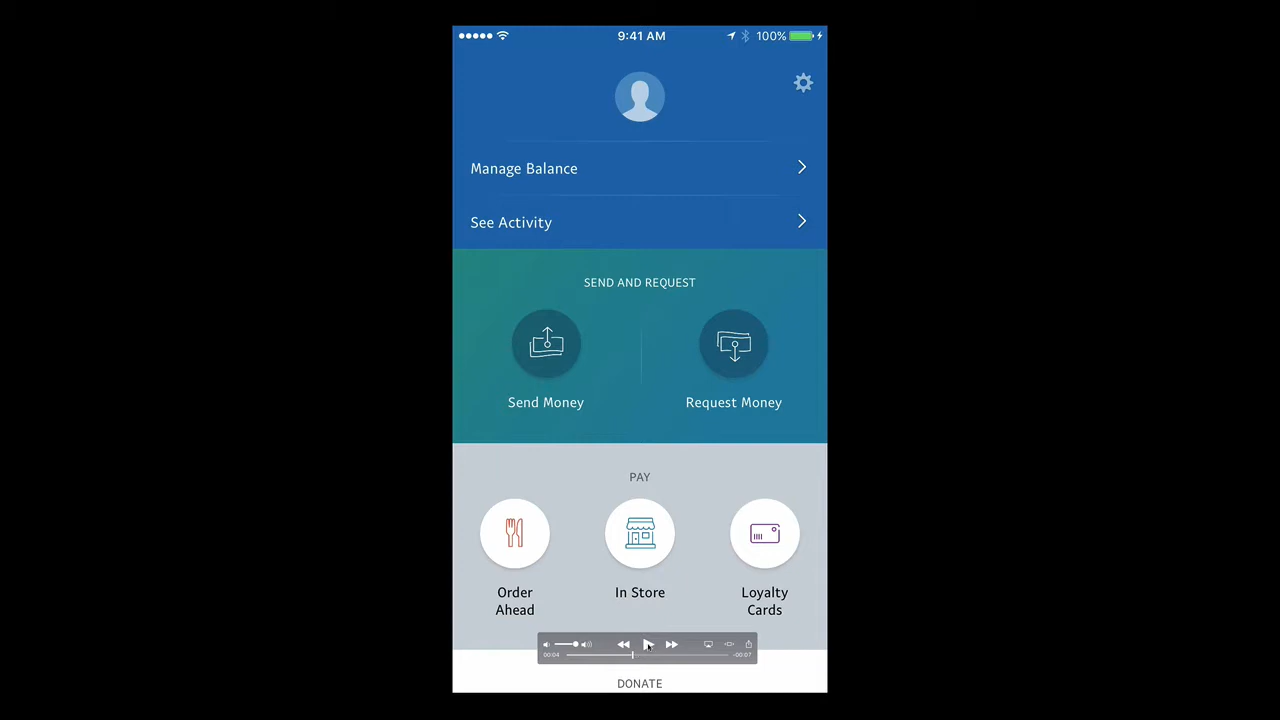 9:41 AM
100%
Manage Balance
See Activity
SEND AND REQUEST
Send Money
Request Money
PAY
Order
Ahead
In Store
Loyalty
Cards
00:04
-00:07
DONATE